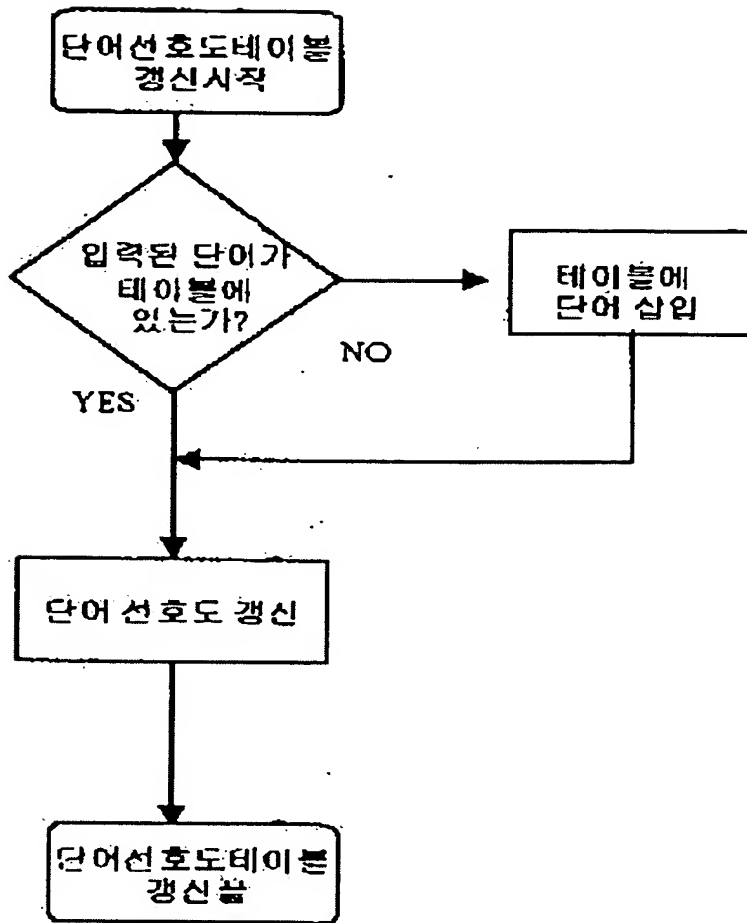 단어선호도테이블
갱신시작
입력된 단어가
테이블에
있는가?
테이블에
단어 삽입
NO
YES
단어 선호도 갱신
단어선호도테이블
갱신끝